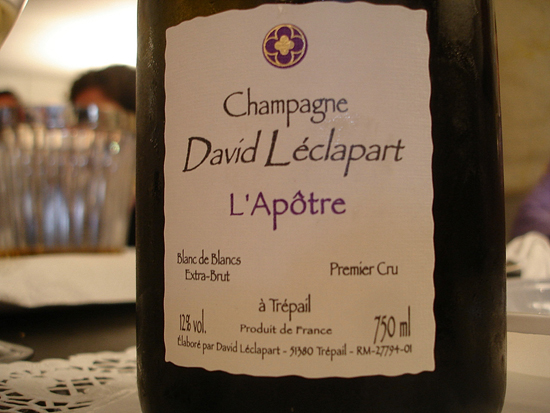 Champagne
David Léclapart
L'Apôtre
Blanc de Blancs
Extra-Brut
Premier Cru
à Trépail
12% vol.
Produit de France
750 ml
Élaboré par David Léclapart - 51380 Trépail - RM-27794-01